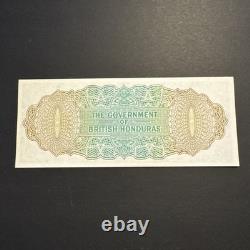 THE GOVERNMENT
OF
BRITISH HONDURAS